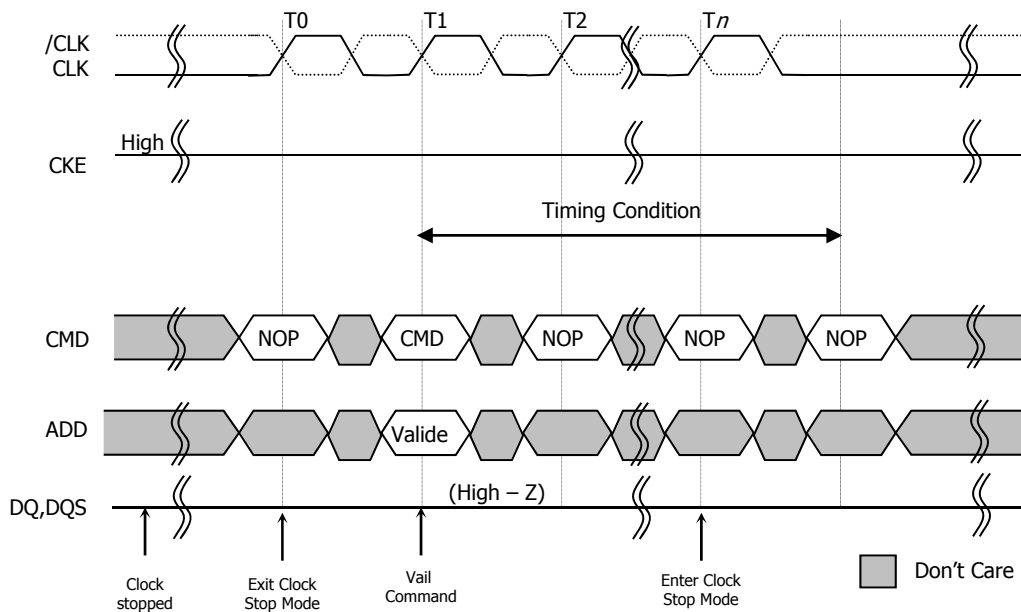 T0 T1 T2 Tn
/CLK
CLK
High
CKE
Timing Condition
CMD NOP CMD NOP NOP NOP
ADD Valide
(High – Z)
DQ,DQS
Clock
stopped
Exit Clock
Stop Mode
Vail
Command
Enter Clock
Stop Mode
Don't Care